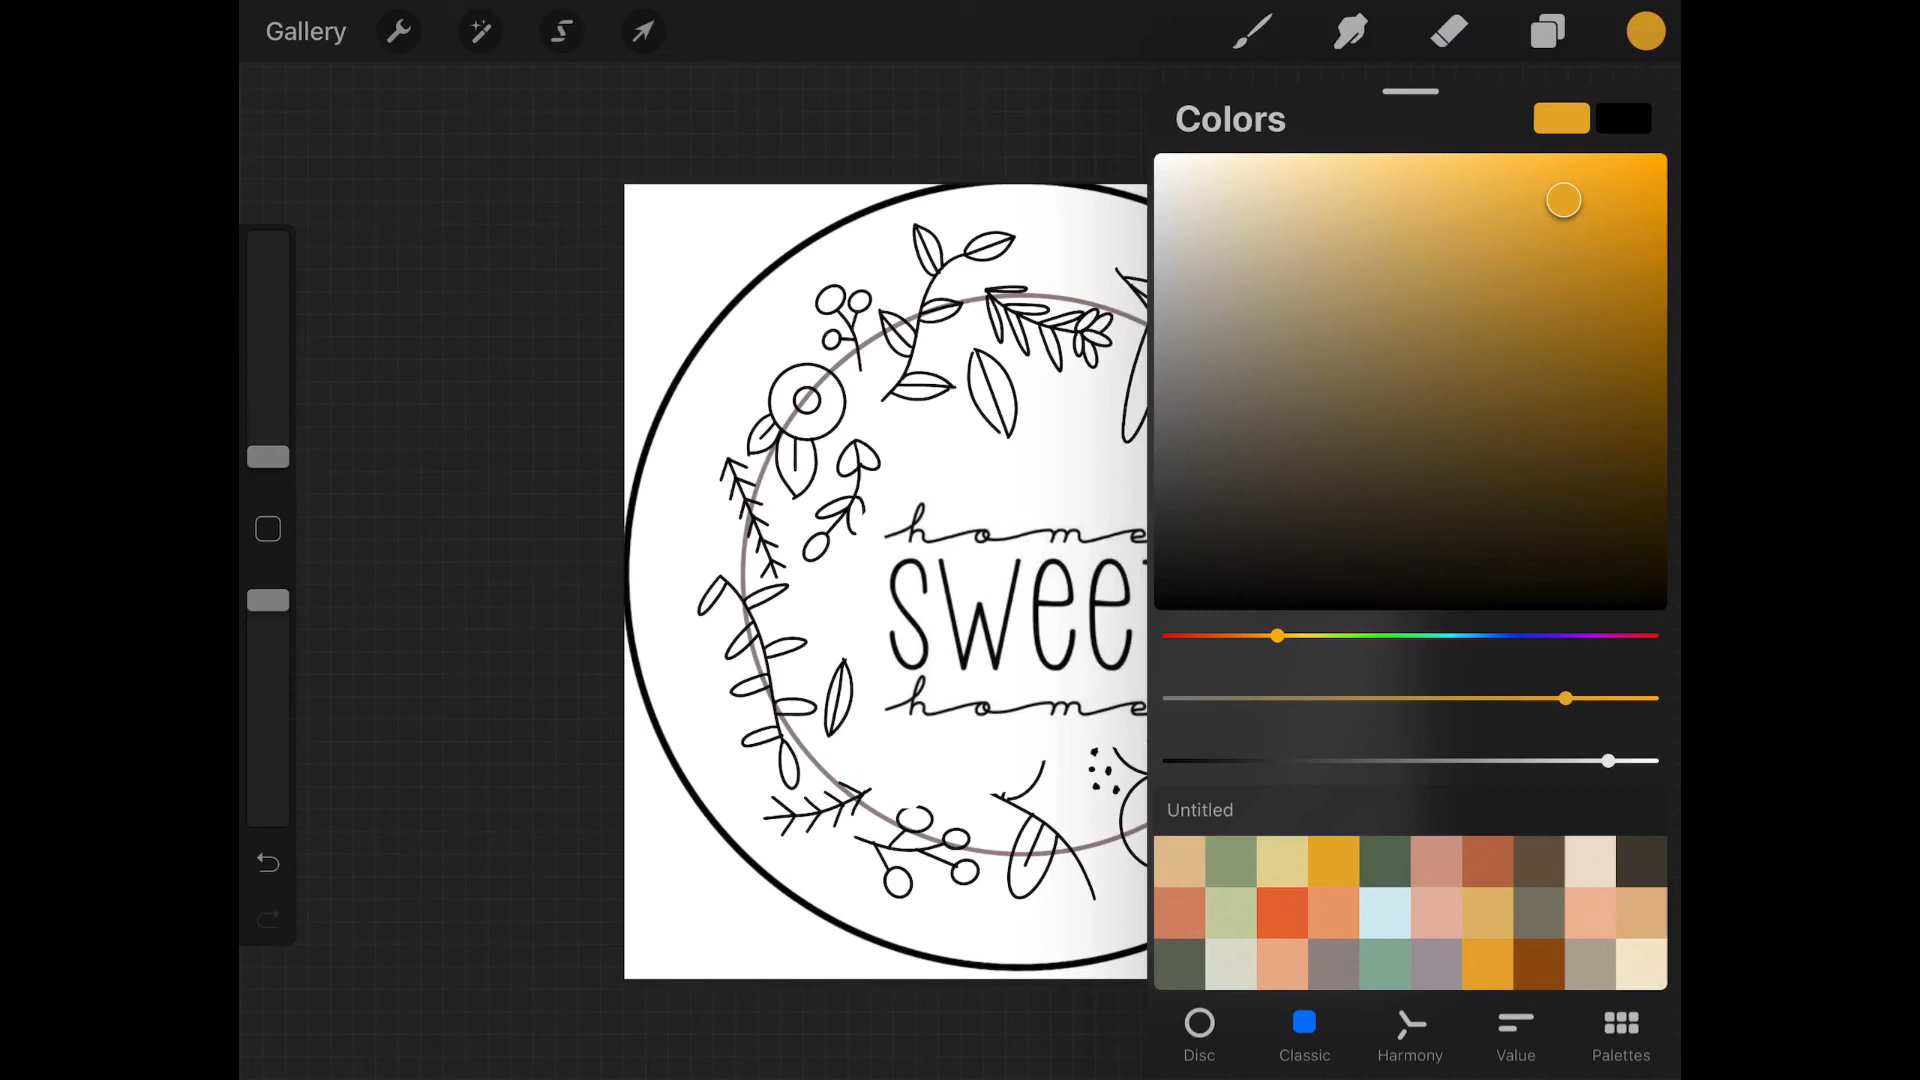 Gallery
Colors
home
SWEE
home
Untitled
Disc
Classic
Harmony
Value
Palettes